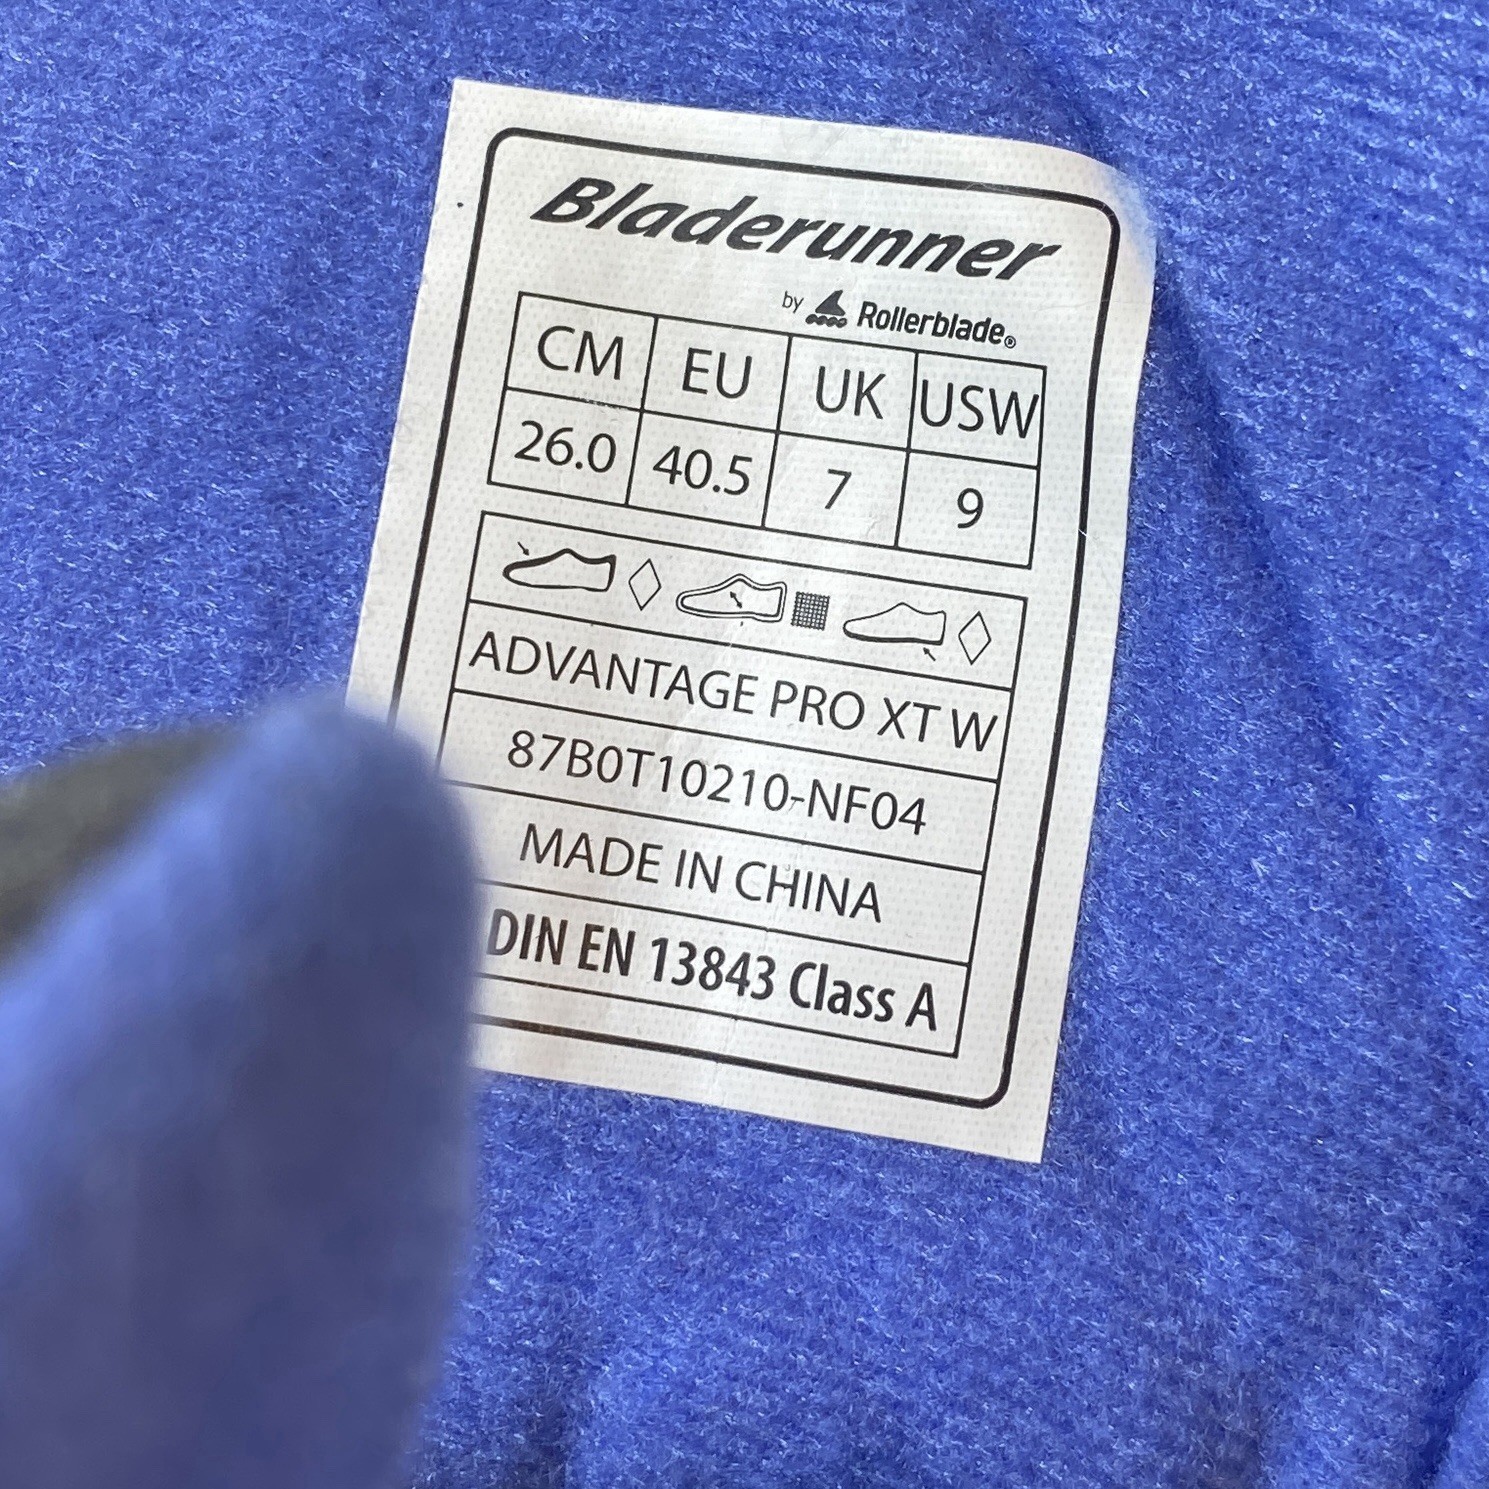 Bladerunner
by Rollerblade®
CM EU UK USW
26.0 40.5 7 9
ADVANTAGE PRO XT W
87B0T10210-NF04
MADE IN CHINA
DIN EN 13843 Class A